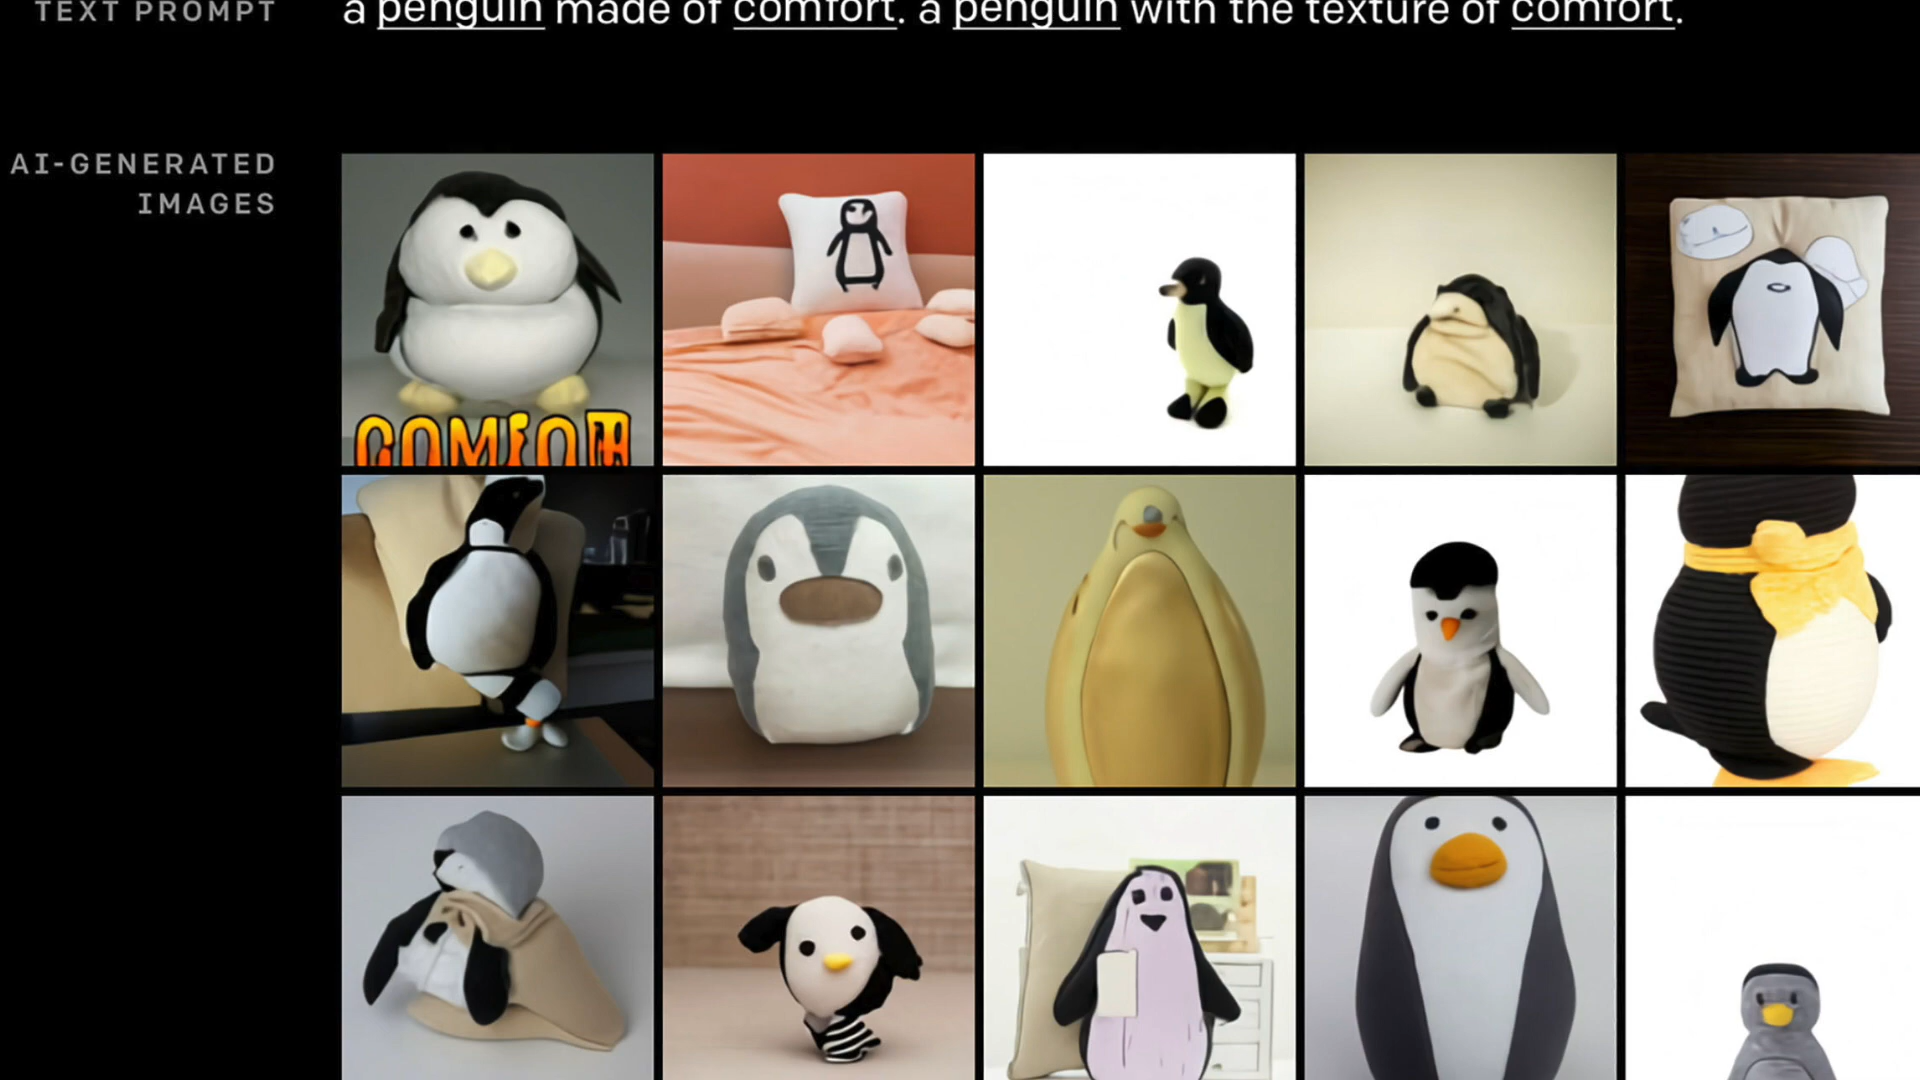 TEXT PROMPT
a penguin made of comfort. a penguin with the texture of comfort.
AI-GENERATED
IMAGES